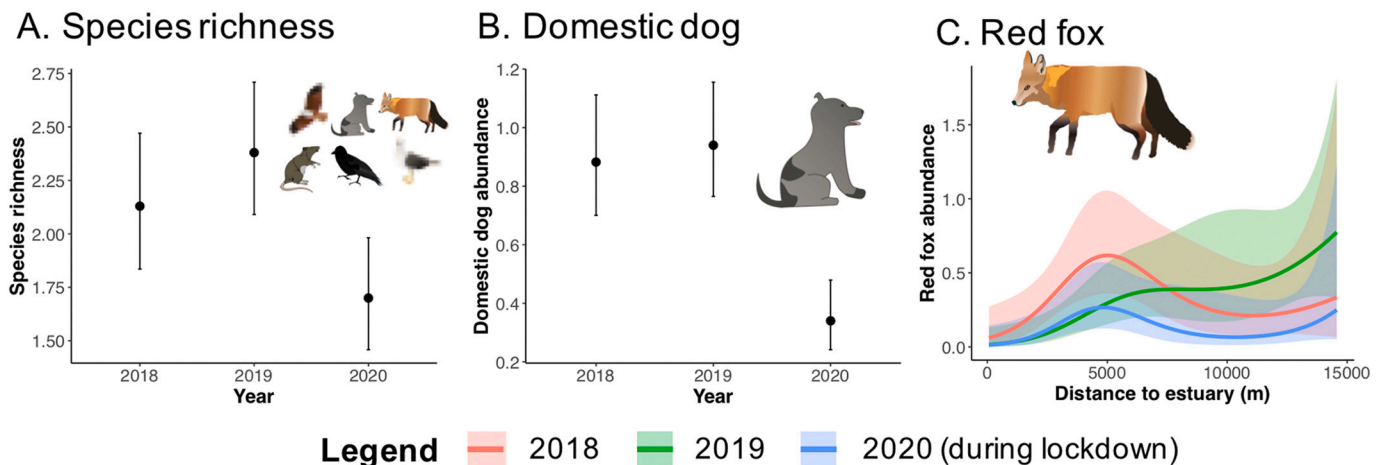 A. Species richness
2.75
2.50
2.25
2.00
1.75
1.50
Species richness
2018
2019
2020
Year
B. Domestic dog
1.2
1.0
0.8
0.6
0.4
0.2
Domestic dog abundance
2018
2019
2020
Year
C. Red fox
1.5
1.0
0.5
0.0
Red fox abundance
0
5000
10000
15000
Distance to estuary (m)
Legend
2018
2019
2020 (during lockdown)